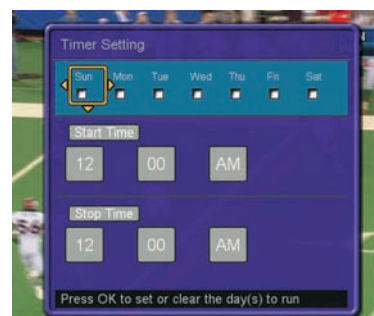 Timer Setting
Sun Mon Tue Wed Thu Fri Sat
Start Time
12 00 AM
Stop Time
12 00 AM
Press OK to set or clear the day(s) to run